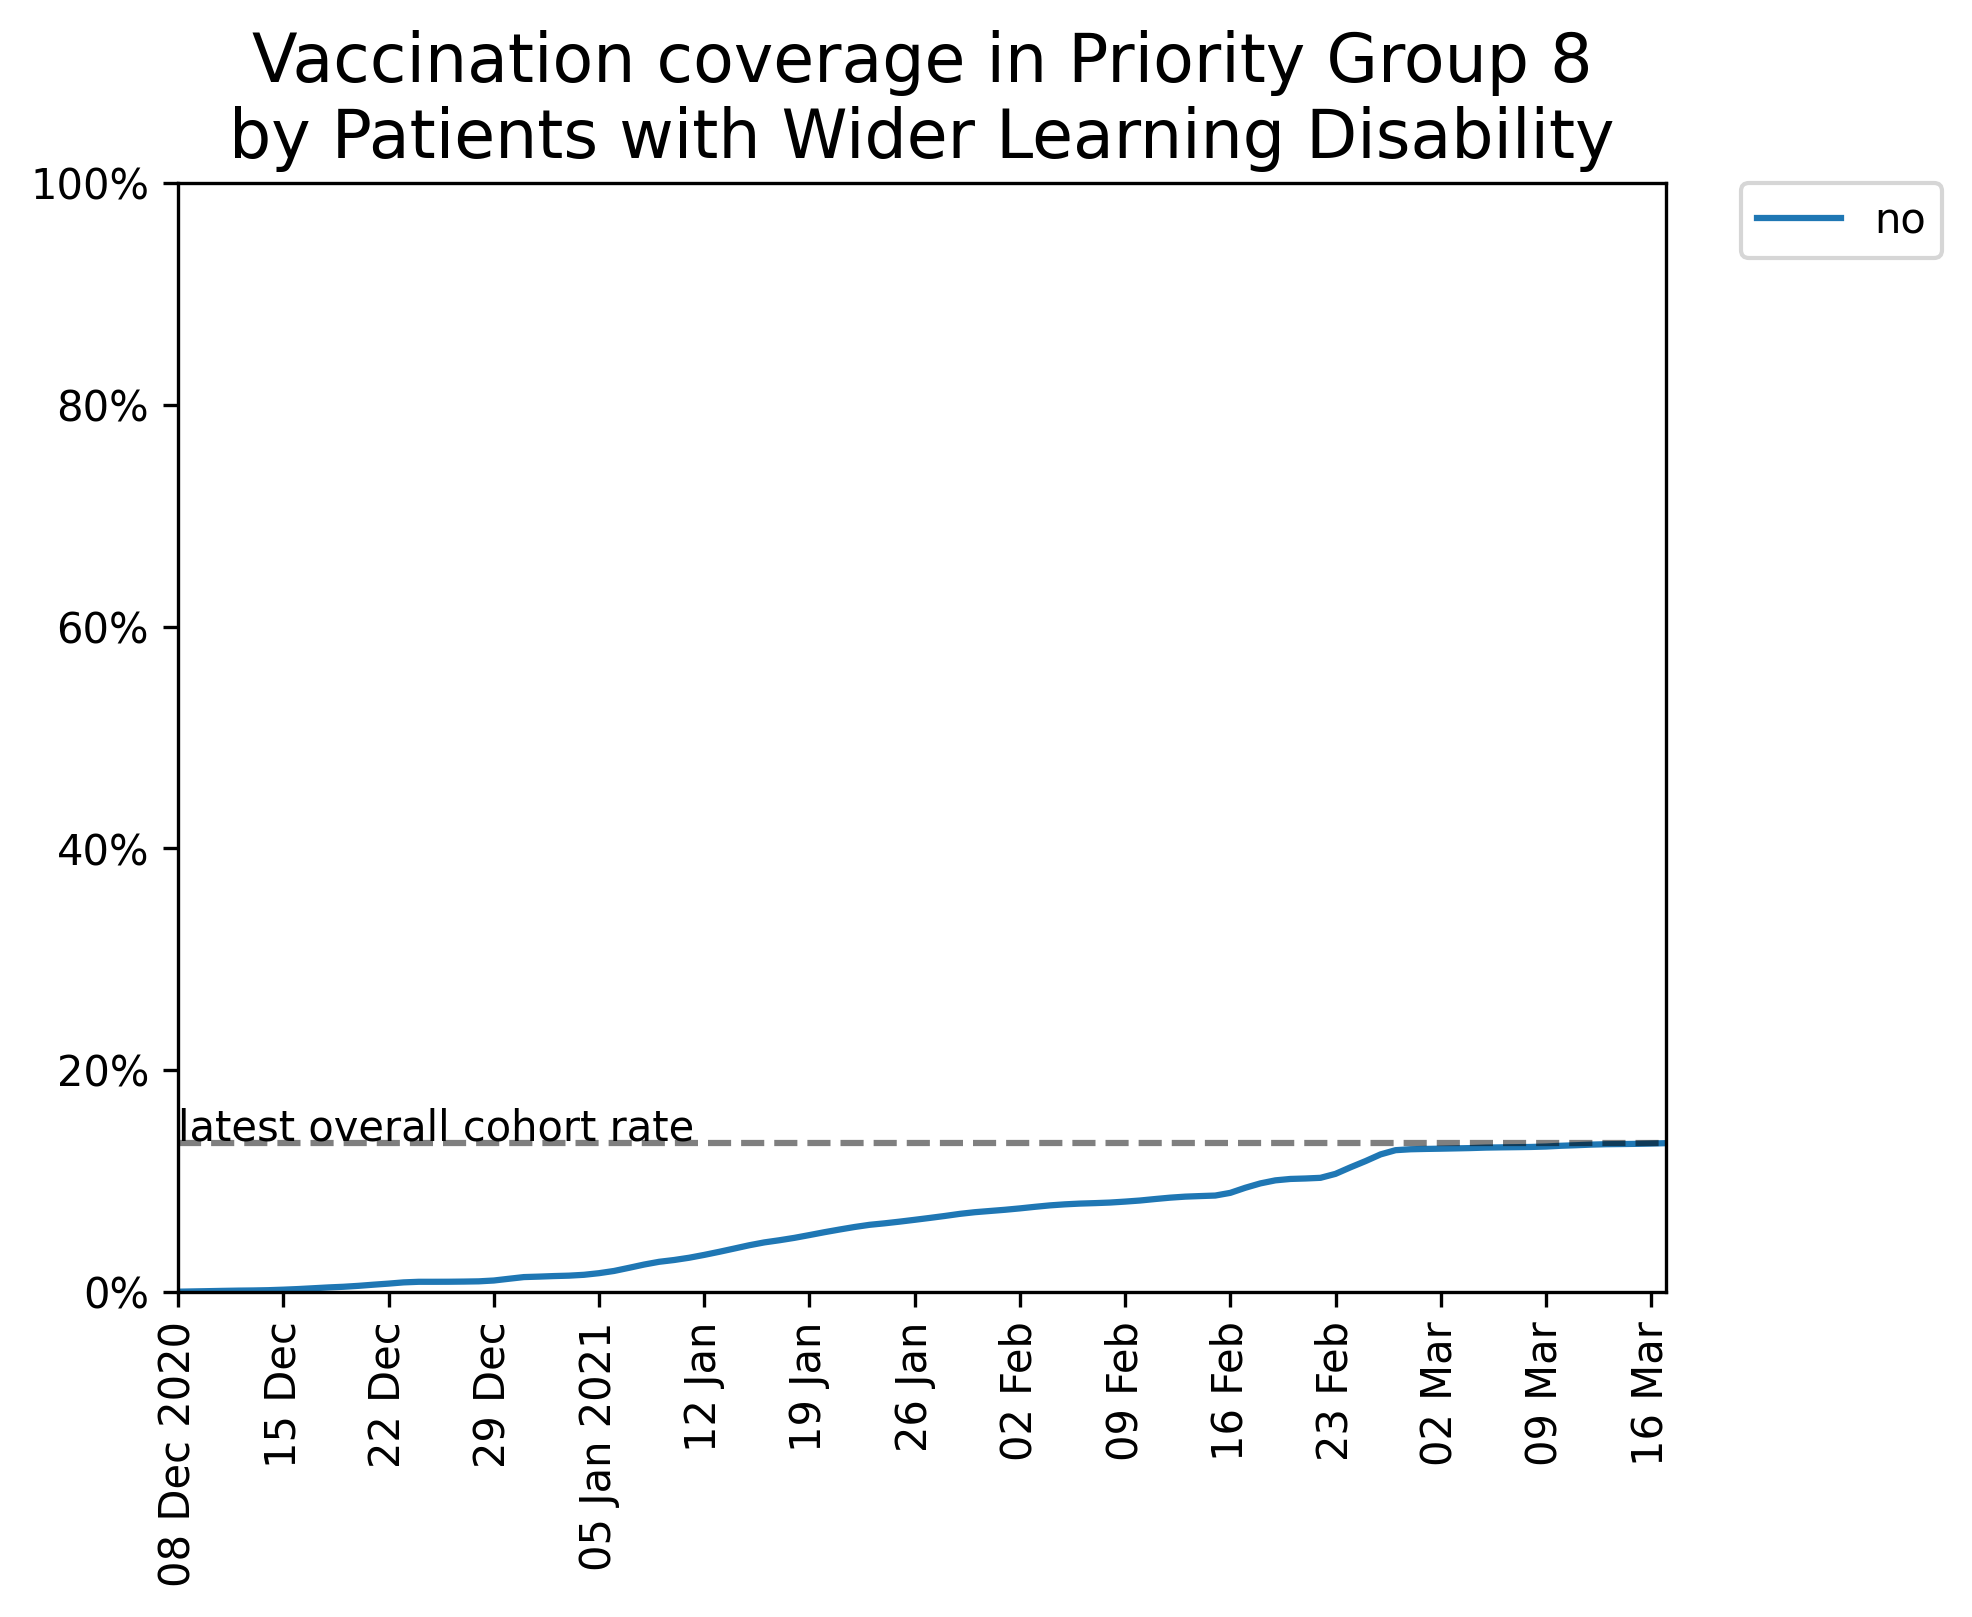 Vaccination coverage in Priority Group 8
by Patients with Wider Learning Disability
100%
80%
60%
40%
20%
0%
no
latest overall cohort rate
08 Dec 2020
15 Dec
22 Dec
29 Dec
05 Jan 2021
12 Jan
19 Jan
26 Jan
02 Feb
09 Feb
16 Feb
23 Feb
02 Mar
09 Mar
16 Mar